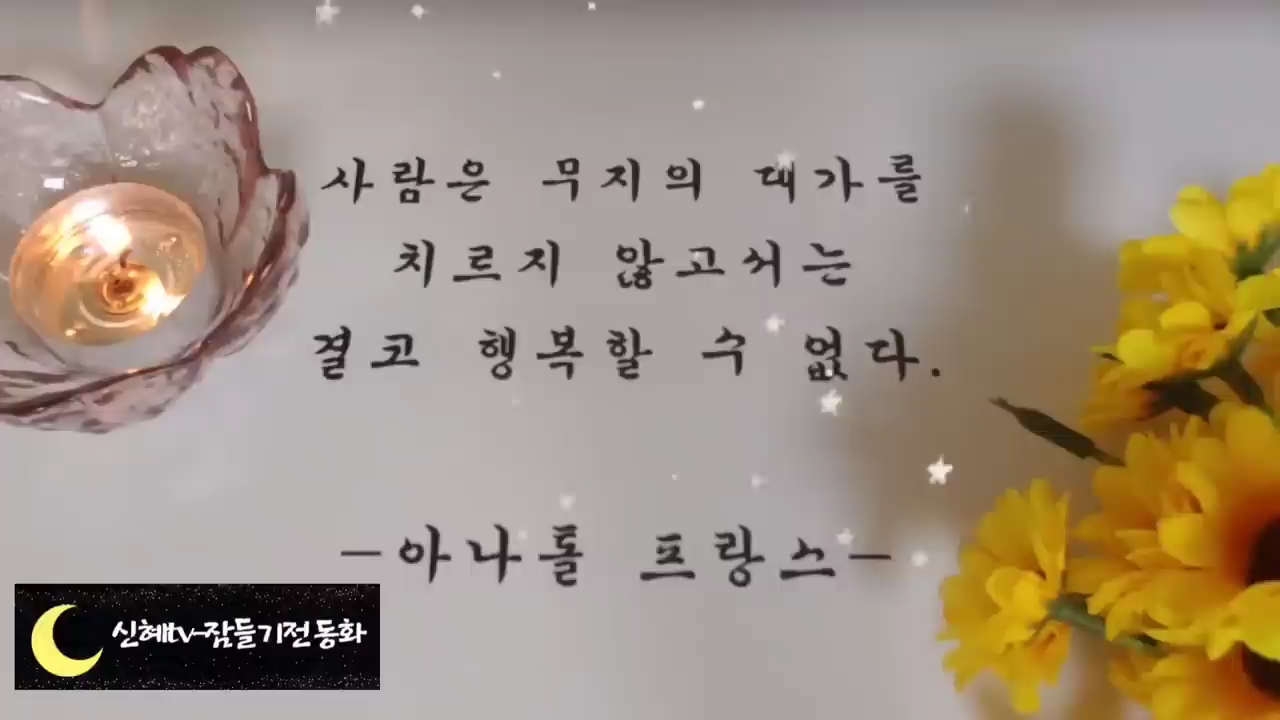 사람은 무지의 대가를
치르지 않고서는
결코 행복할 수 없다.
-아나톨 프랑스-
신혜tv-잠들기전 동화